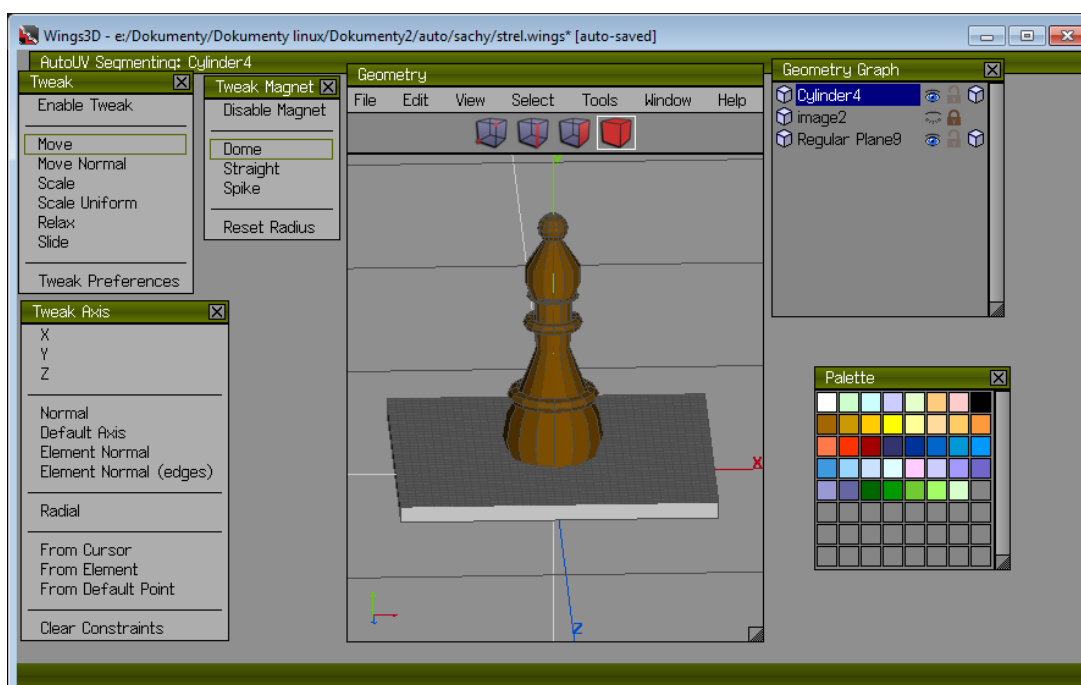 Wings3D - e:/Dokumenty/Dokumenty linux/Dokumenty2/auto/sachy/strel.wings* [auto-saved]
AutoUV Segmenting: Cylinder4
Tweak
Enable Tweak
Move
Move Normal
Scale
Scale Uniform
Relax
Slide
Tweak Preferences
Tweak Magnet
Disable Magnet
Dome
Straight
Spike
Reset Radius
Tweak Axis
X
Y
Z
Normal
Default Axis
Element Normal
Element Normal (edges)
Radial
From Cursor
From Element
From Default Point
Clear Constraints
Geometry
File Edit View Select Tools Window Help
Y
X
Z
Geometry Graph
Cylinder4
image2
Regular Plane9
Palette